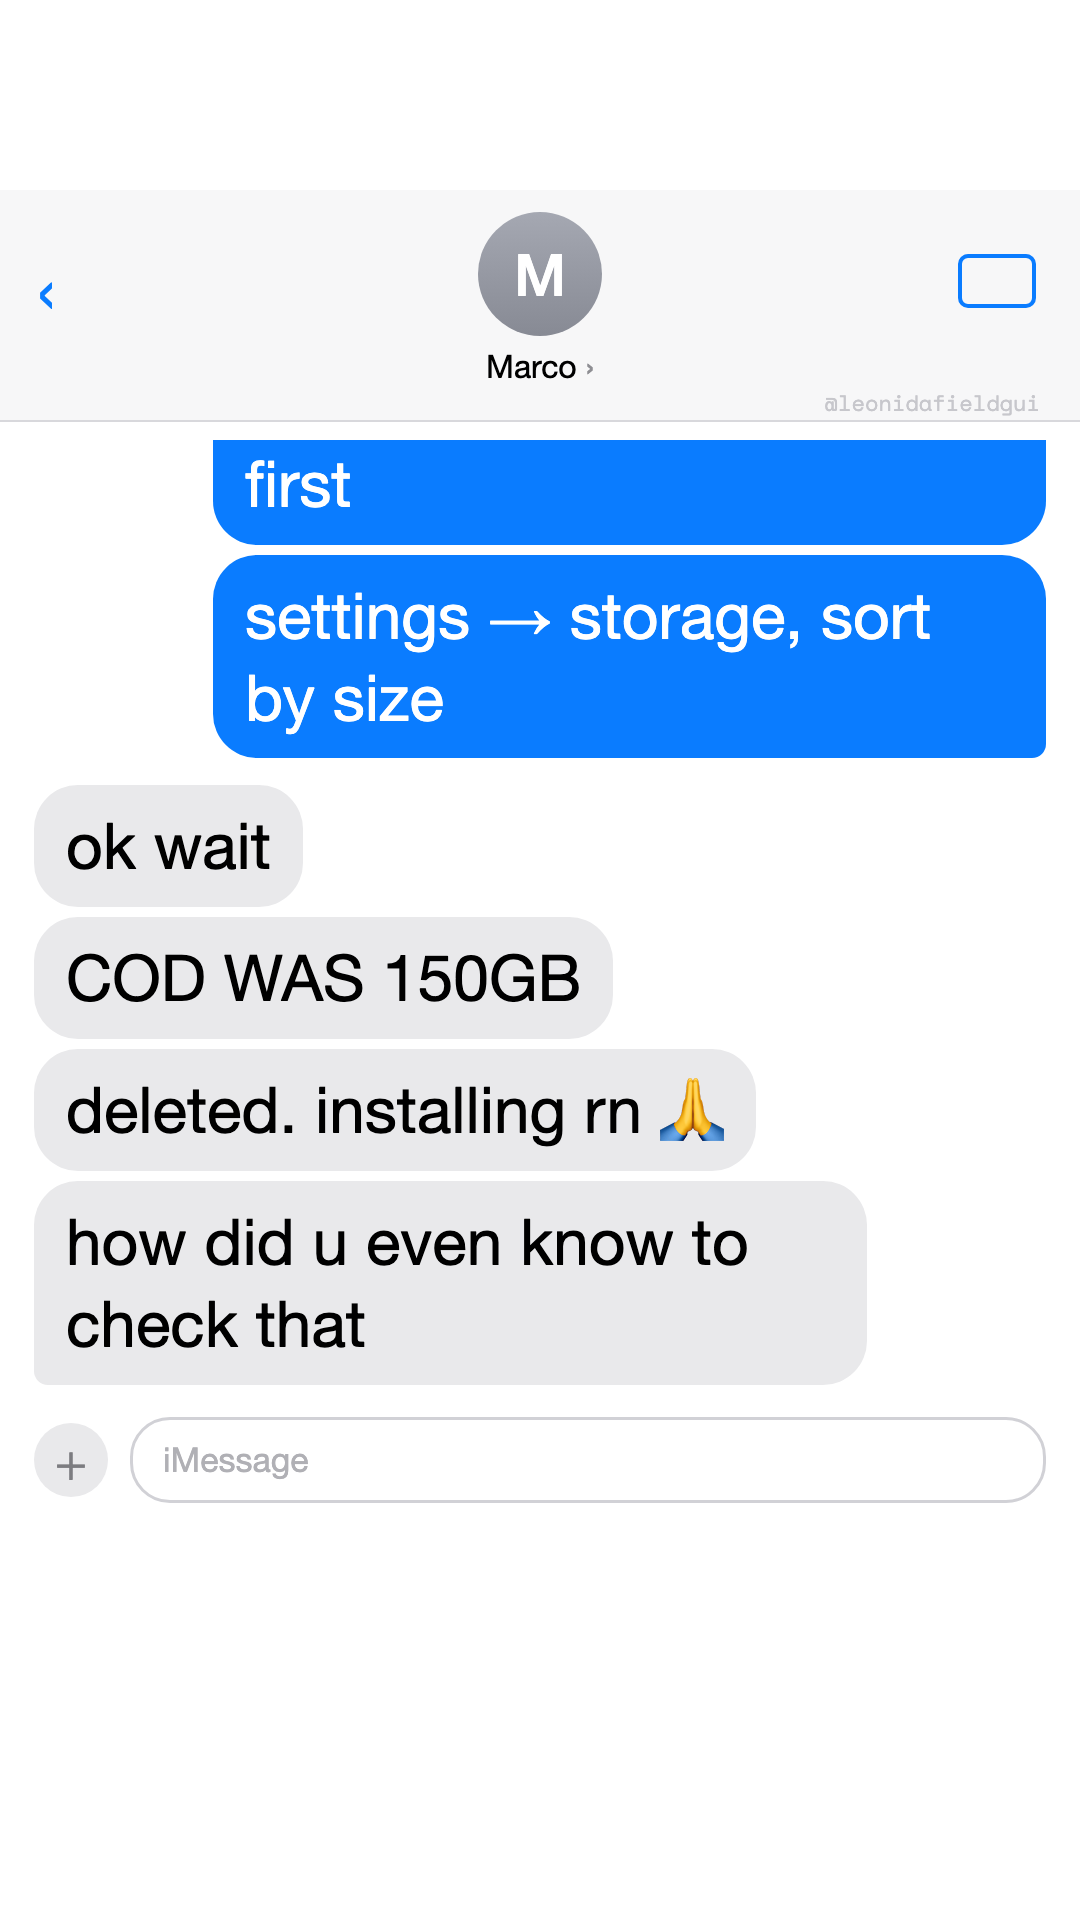 ‹
M
Marco ›
@leonidafieldgui
first
settings → storage, sort
by size
ok wait
COD WAS 150GB
deleted. installing rn 🙏
how did u even know to
check that
+
iMessage